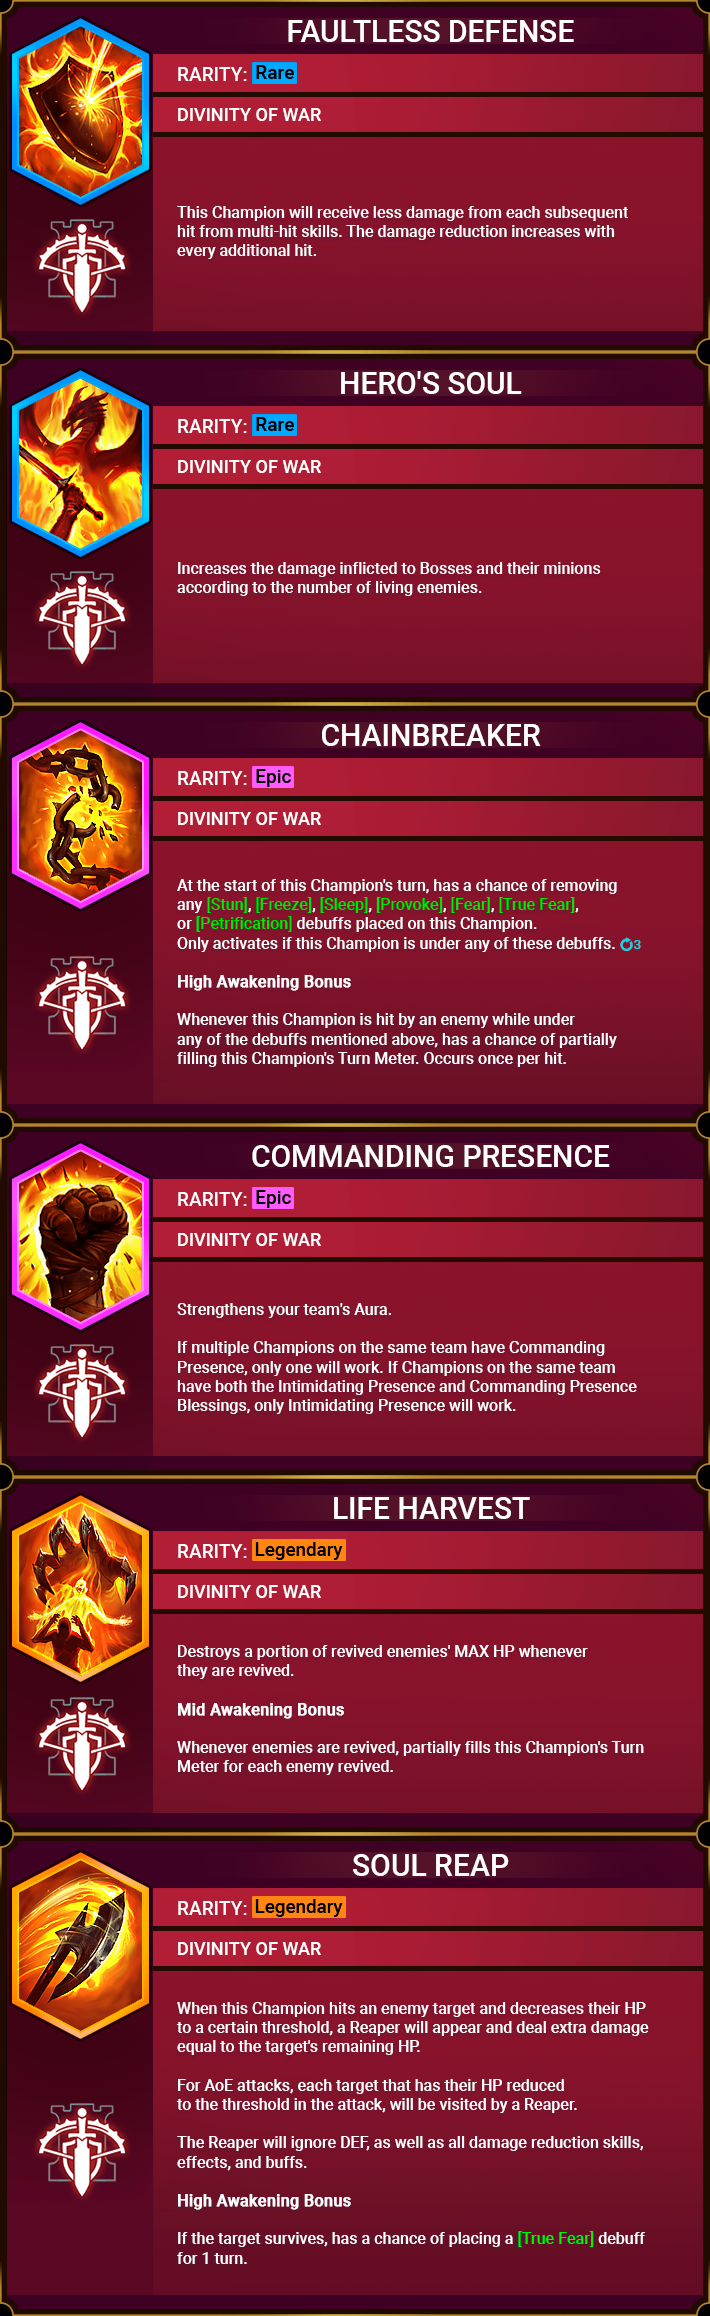 FAULTLESS DEFENSE
RARITY: Rare
DIVINITY OF WAR
This Champion will receive less damage from each subsequent
hit from multi-hit skills. The damage reduction increases with
every additional hit.
HERO'S SOUL
RARITY: Rare
DIVINITY OF WAR
Increases the damage inflicted to Bosses and their minions
according to the number of living enemies.
CHAINBREAKER
RARITY: Epic
DIVINITY OF WAR
At the start of this Champion's turn, has a chance of removing
any [Stun], [Freeze], [Sleep], [Provoke], [Fear], [True Fear],
or [Petrification] debuffs placed on this Champion.
Only activates if this Champion is under any of these debuffs. 3
High Awakening Bonus
Whenever this Champion is hit by an enemy while under
any of the debuffs mentioned above, has a chance of partially
filling this Champion's Turn Meter. Occurs once per hit.
COMMANDING PRESENCE
RARITY: Epic
DIVINITY OF WAR
Strengthens your team's Aura.
If multiple Champions on the same team have Commanding
Presence, only one will work. If Champions on the same team
have both the Intimidating Presence and Commanding Presence
Blessings, only Intimidating Presence will work.
LIFE HARVEST
RARITY: Legendary
DIVINITY OF WAR
Destroys a portion of revived enemies' MAX HP whenever
they are revived.
Mid Awakening Bonus
Whenever enemies are revived, partially fills this Champion's Turn
Meter for each enemy revived.
SOUL REAP
RARITY: Legendary
DIVINITY OF WAR
When this Champion hits an enemy target and decreases their HP
to a certain threshold, a Reaper will appear and deal extra damage
equal to the target's remaining HP.
For AoE attacks, each target that has their HP reduced
to the threshold in the attack, will be visited by a Reaper.
The Reaper will ignore DEF, as well as all damage reduction skills,
effects, and buffs.
High Awakening Bonus
If the target survives, has a chance of placing a [True Fear] debuff
for 1 turn.